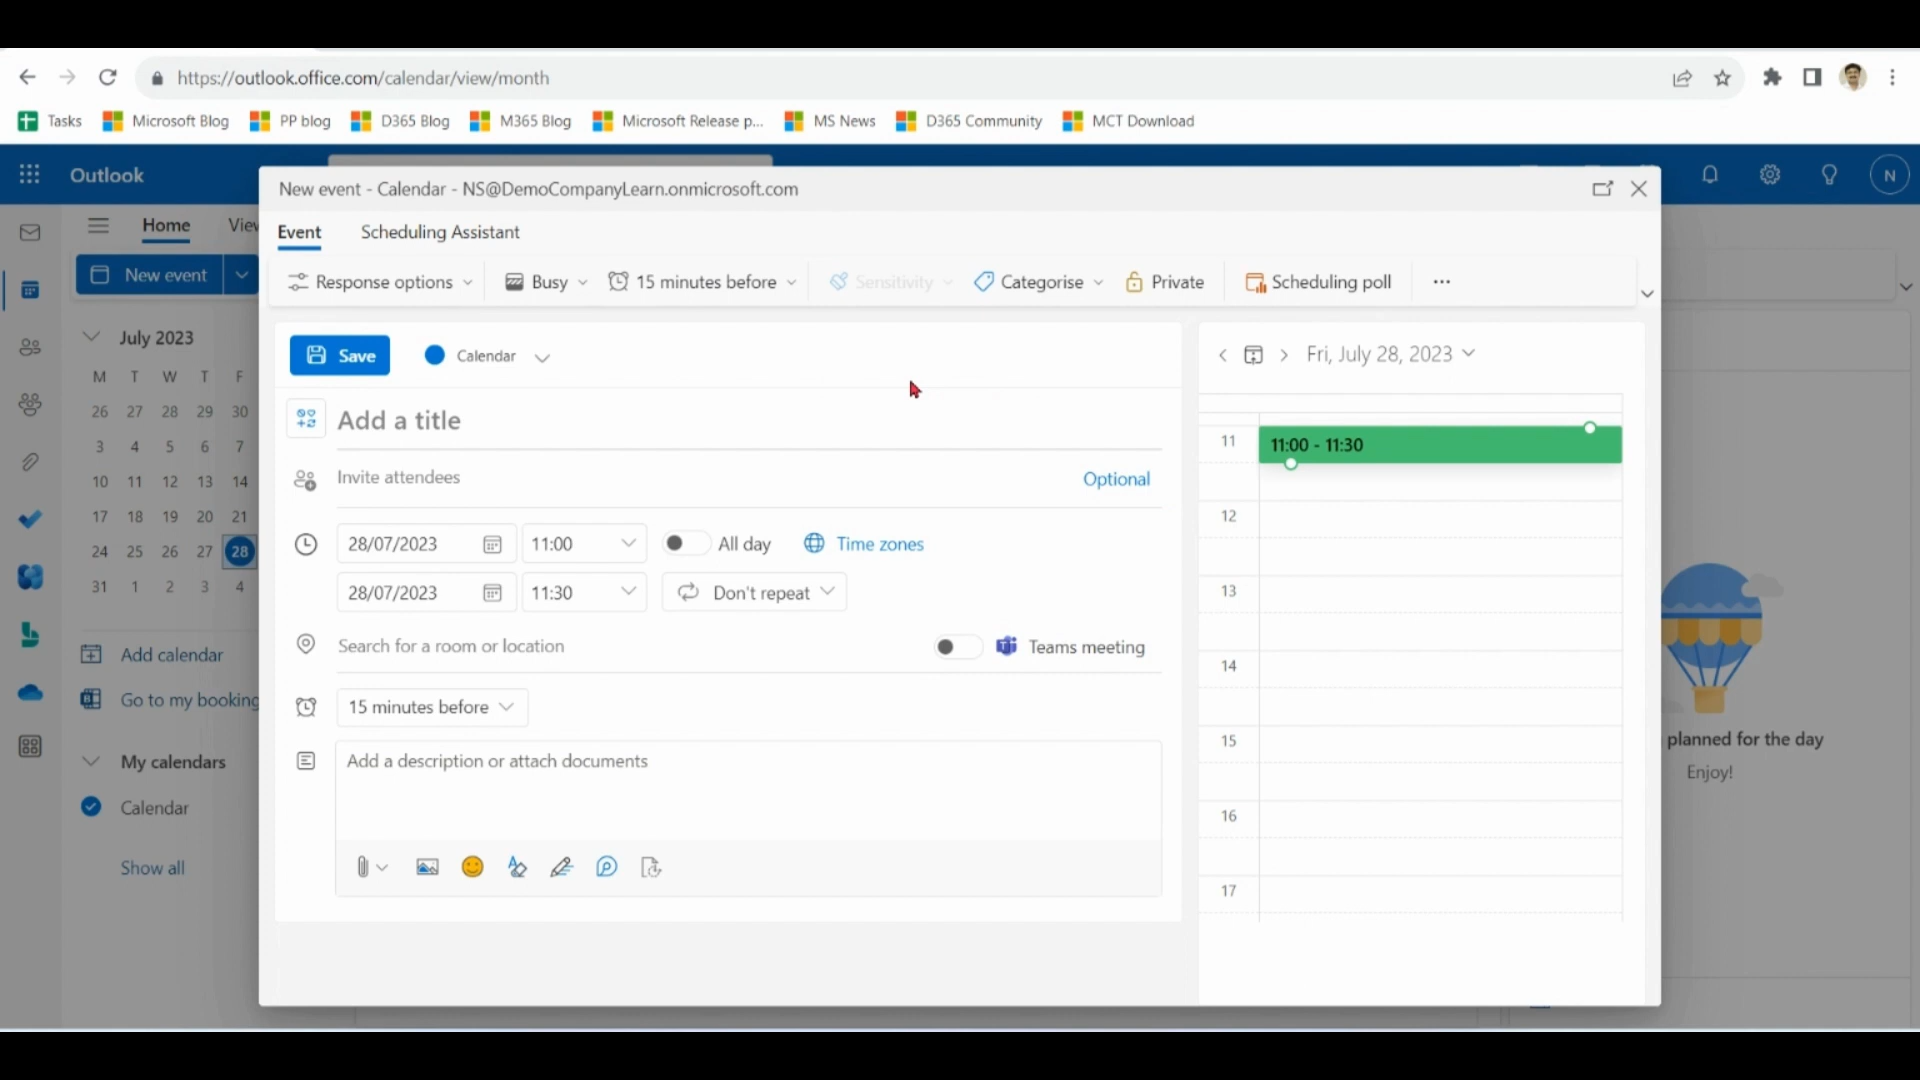 https://outlook.office.com/calendar/view/month
Tasks
Microsoft Blog
PP blog
D365 Blog
M365 Blog
Microsoft Release p...
MS News
D365 Community
MCT Download
Outlook
N
New event - Calendar - NS@DemoCompanyLearn.onmicrosoft.com
Home
View
Event
Scheduling Assistant
New event
Response options
Busy
15 minutes before
Sensitivity
Categorise
Private
Scheduling poll
...
July 2023
M T W T F
26 27 28 29 30
3 4 5 6 7
10 11 12 13 14
17 18 19 20 21
24 25 26 27 28
31 1 2 3 4
Add calendar
Go to my booking
My calendars
Calendar
Show all
Save
Calendar
Add a title
Invite attendees
Optional
28/07/2023
11:00
All day
Time zones
28/07/2023
11:30
Don't repeat
Search for a room or location
Teams meeting
15 minutes before
Add a description or attach documents
Fri, July 28, 2023
11
11:00 - 11:30
12
13
14
15
16
17
planned for the day
Enjoy!